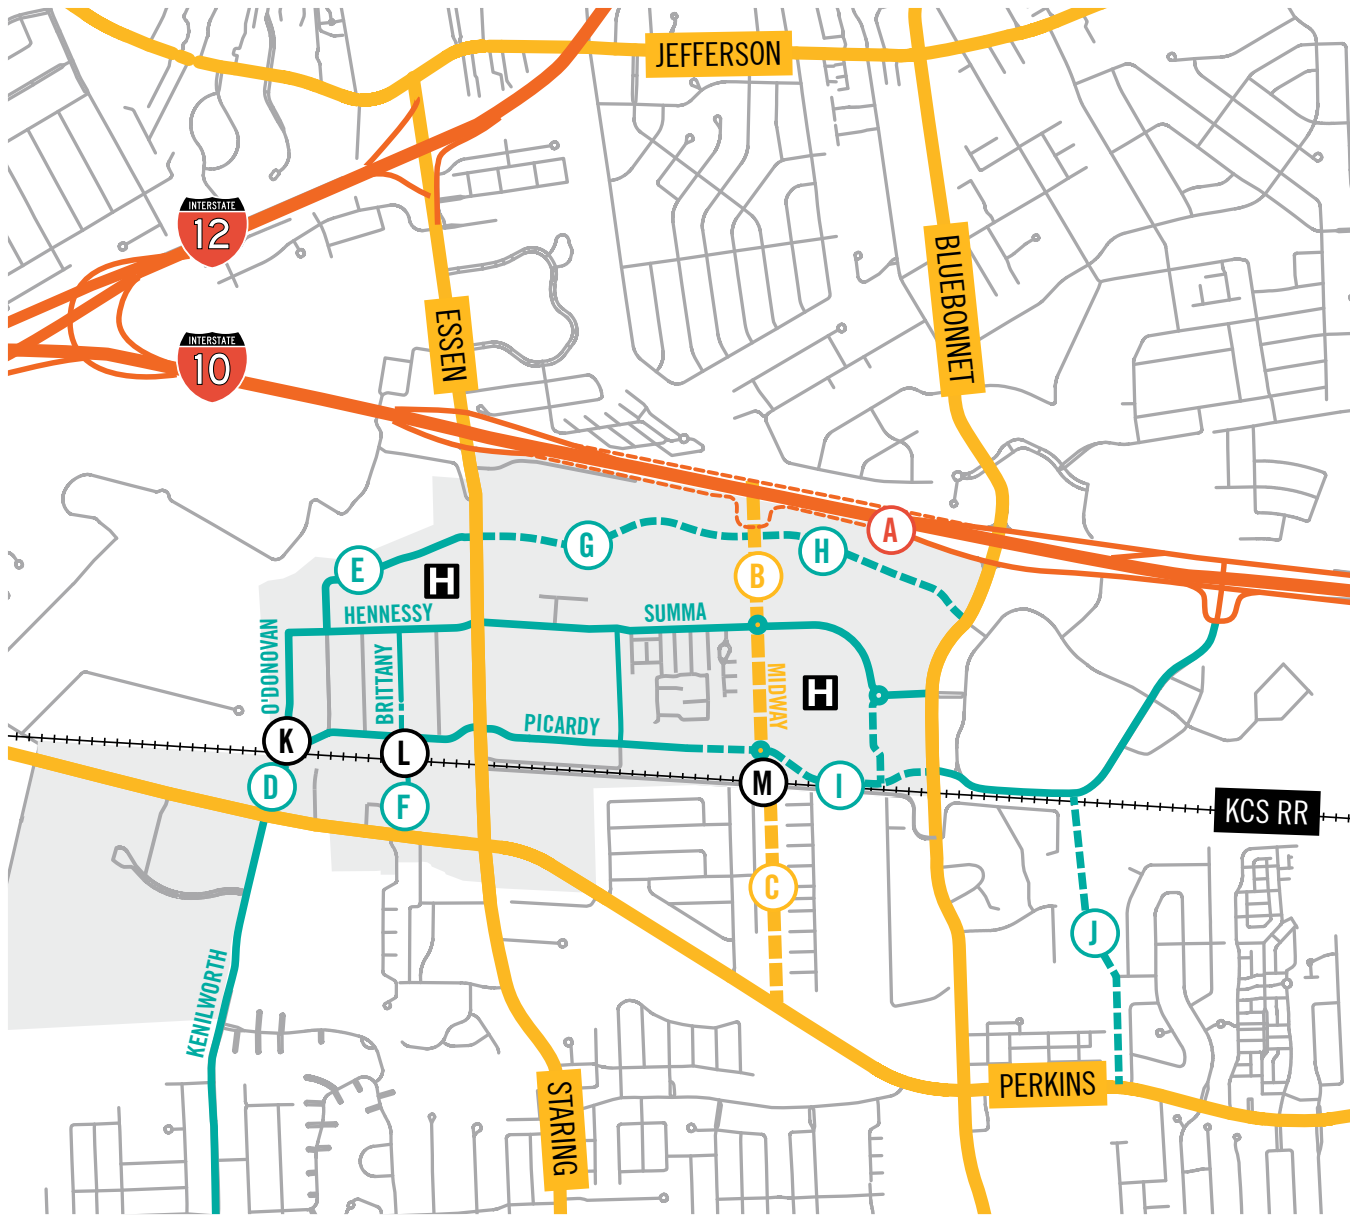 JEFFERSON
INTERSTATE
12
BLUEBONNET
ESSEN
INTERSTATE
10
A
G
H
E
B
H
HENNESSY
SUMMA
O'DONOVAN
BRITTANY
MIDWAY
H
PICARDY
K
L
M
D
I
F
KCS RR
C
J
KENILWORTH
PERKINS
STARING